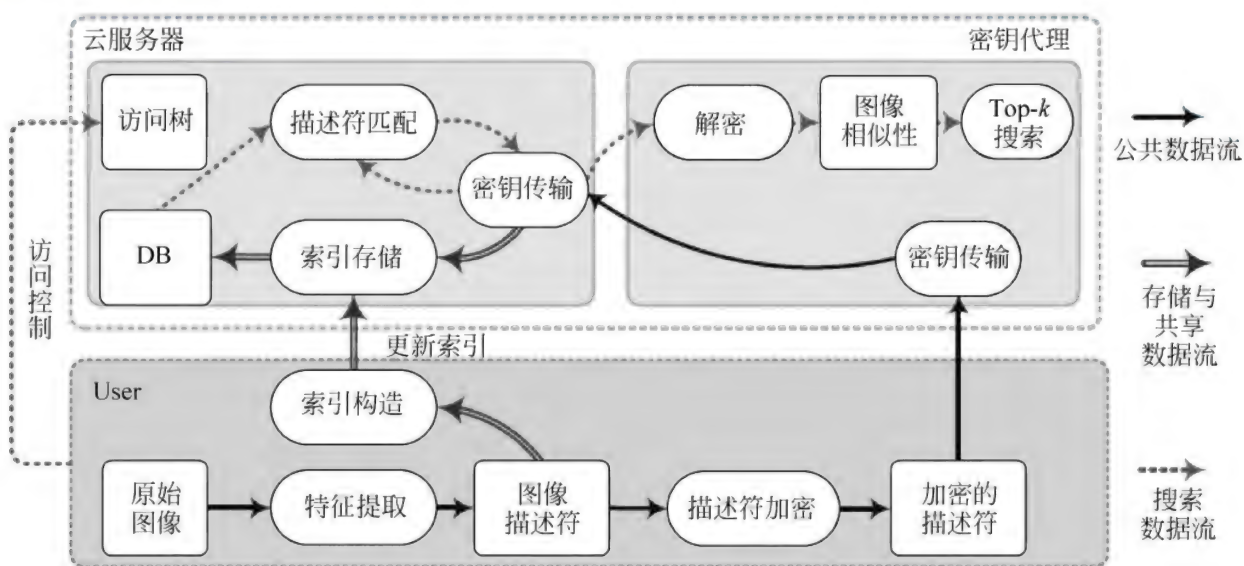 云服务器
密钥代理
访问树
描述符匹配
密钥传输
解密
图像
相似性
Top-k
搜索
公共数据流
DB
索引存储
密钥传输
访问控制
存储与
共享
数据流
更新索引
User
索引构造
原始
图像
特征提取
图像
描述符
描述符加密
加密的
描述符
搜索
数据流